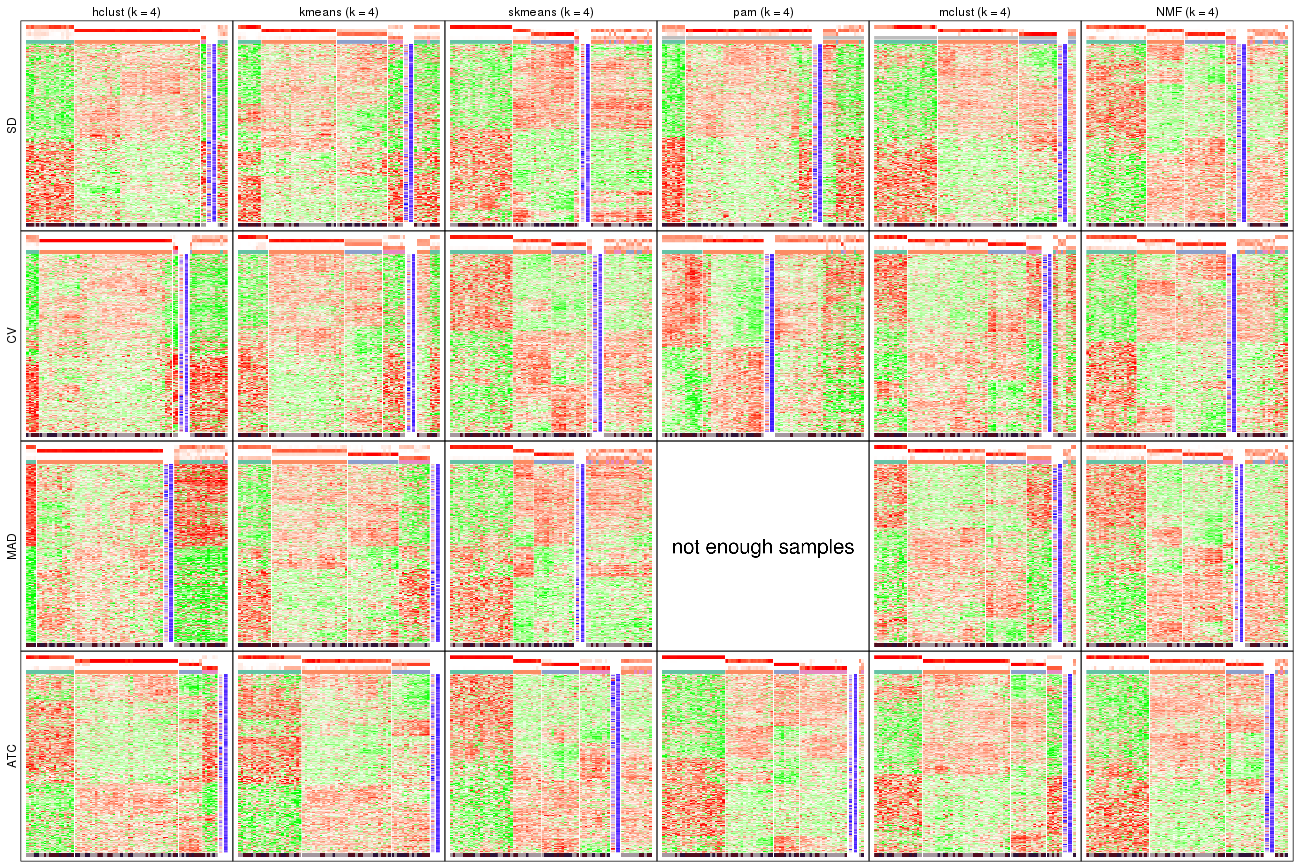 hclust (k = 4) kmeans (k = 4) skmeans (k = 4) pam (k = 4) mclust (k = 4) NMF (k = 4)
SD
CV
MAD
not enough samples
ATC